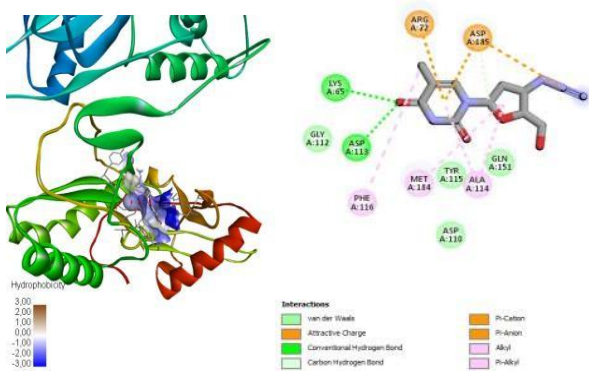 Hydrophobicity
3,00
2,00
1,00
0,00
-1,00
-2,00
-3,00
ARG
A:72
ASP
A:185
LYS
A:65
GLY
A:112
ASP
A:113
PHE
A:116
MET
A:184
TYR
A:115
ALA
A:114
GLN
A:151
ASP
A:110
Interactions
van der Waals
Attractive Charge
Conventional Hydrogen Bond
Carbon Hydrogen Bond
Pi-Cation
Pi-Anion
Alkyl
Pi-Alkyl